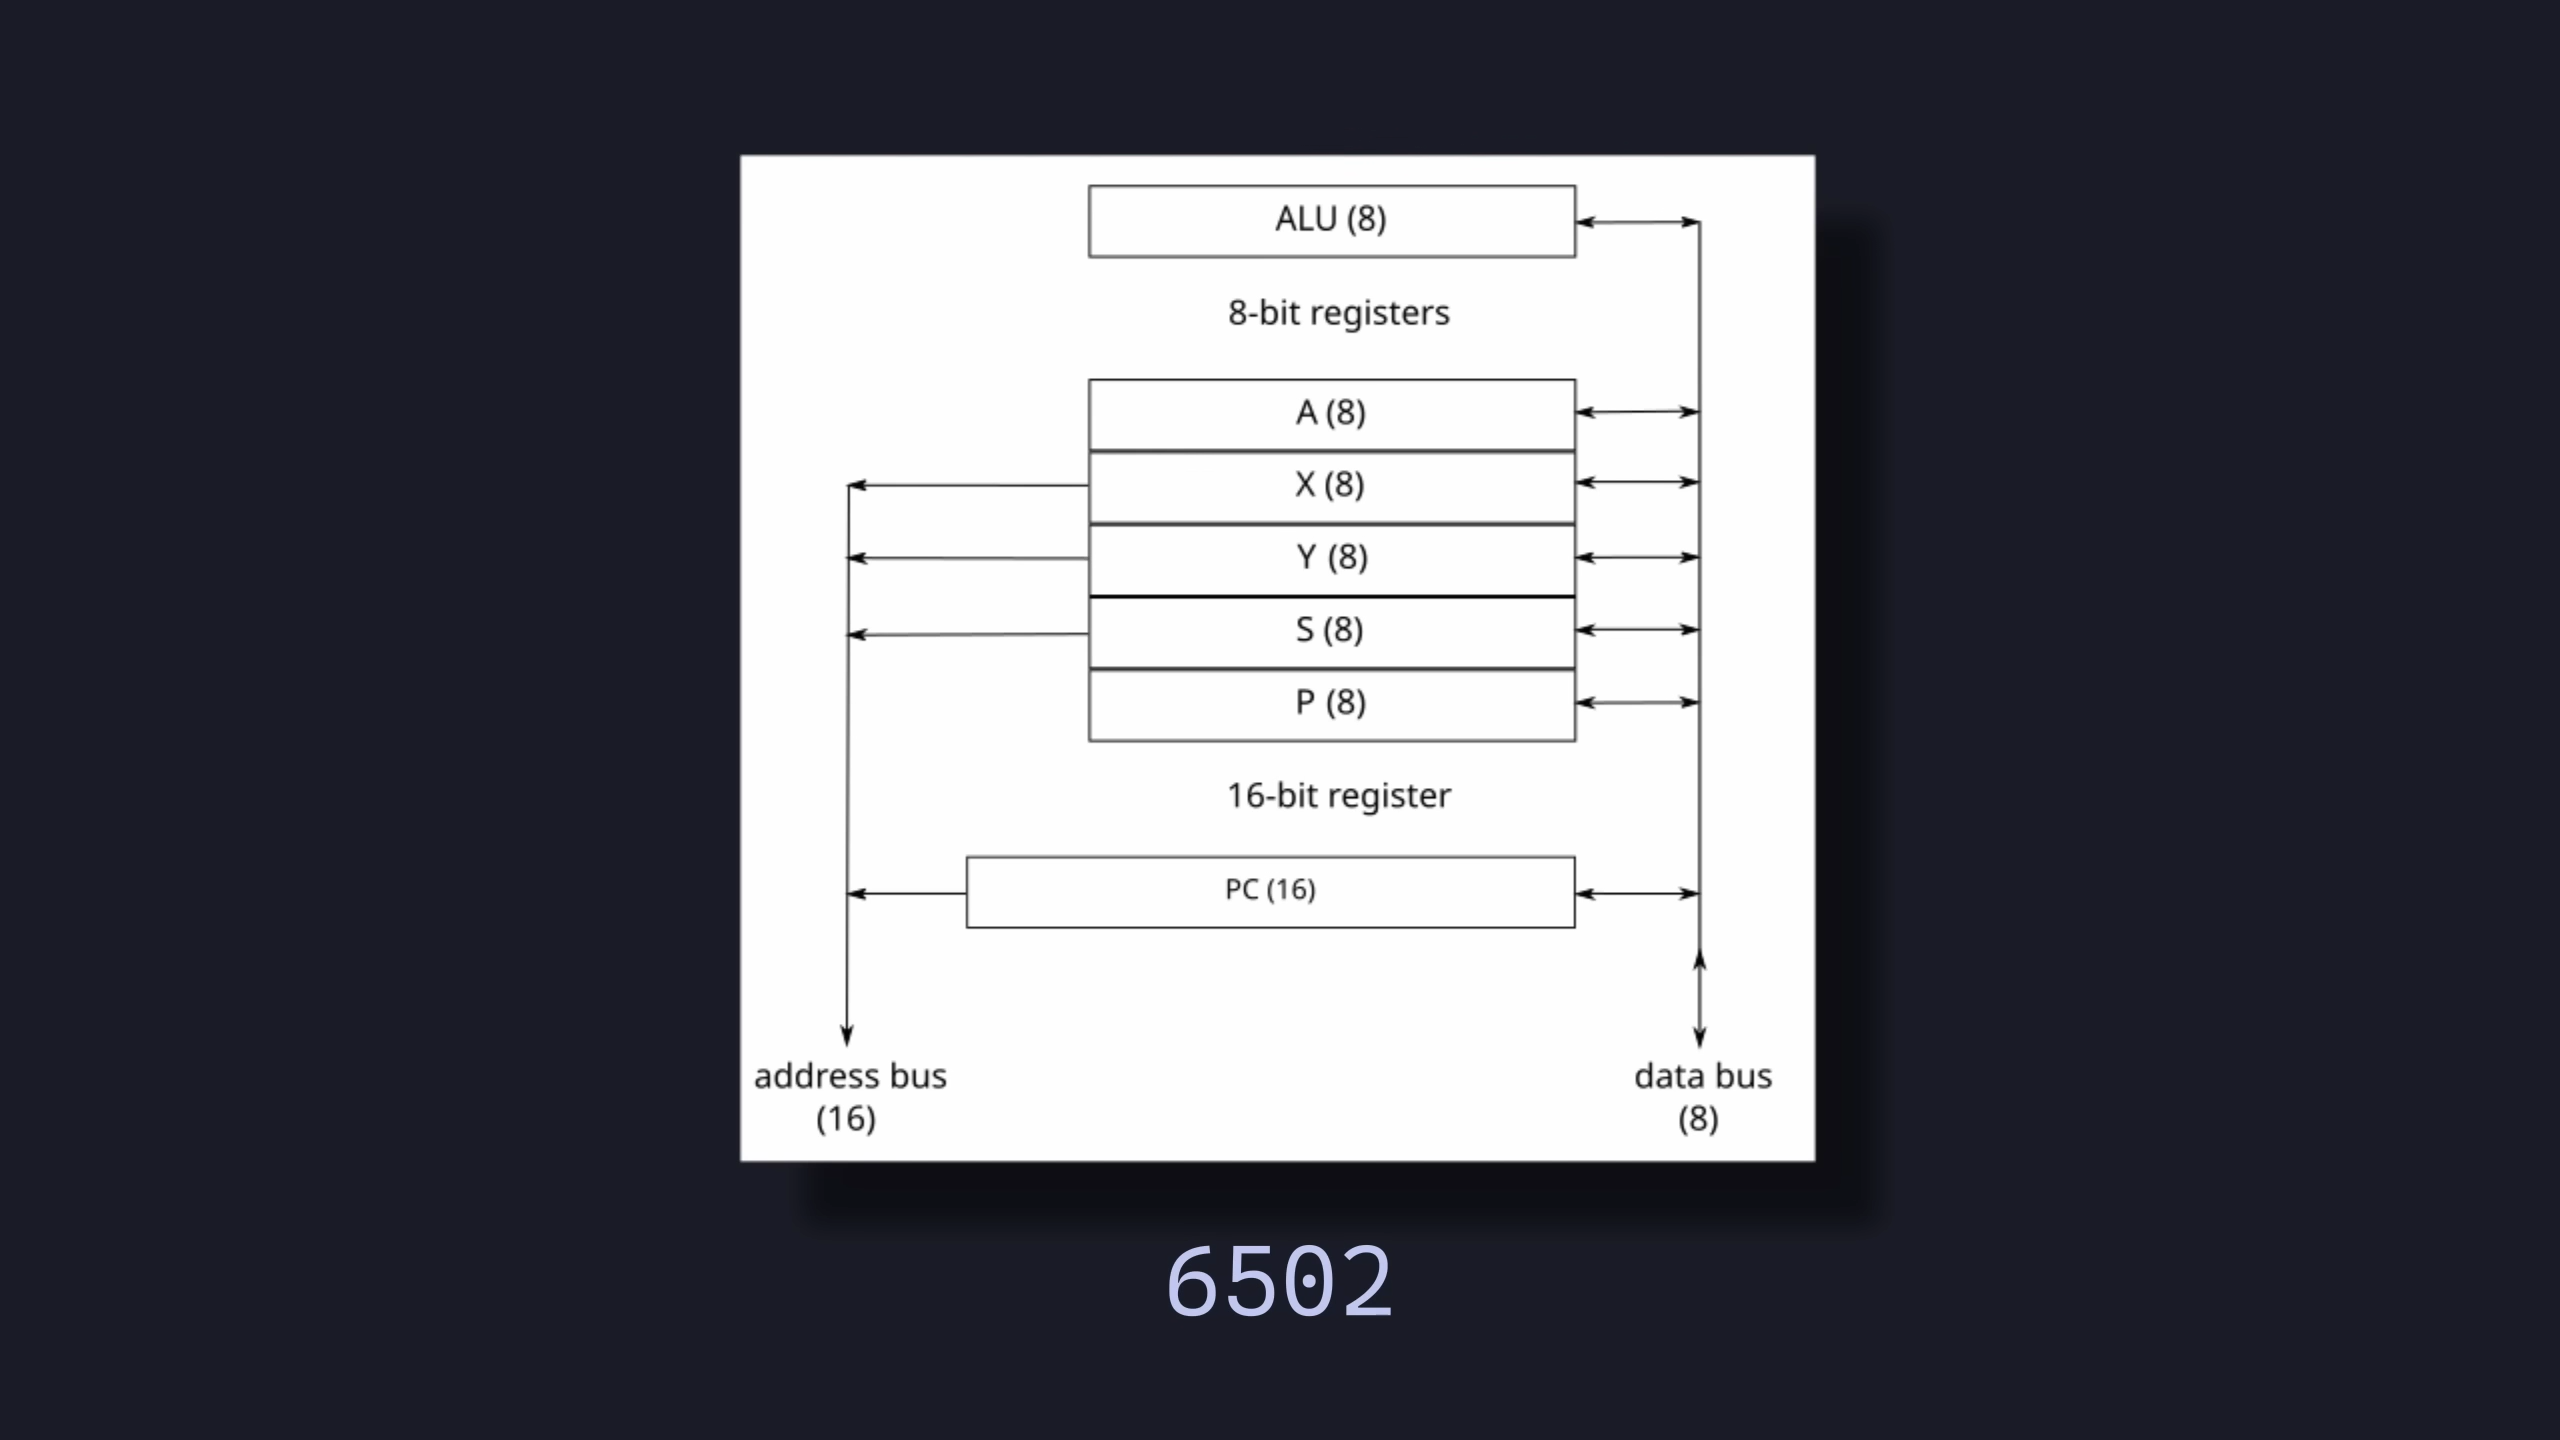 ALU (8)
8-bit registers
A (8)
X (8)
Y (8)
S (8)
P (8)
16-bit register
PC (16)
address bus
(16)
data bus
(8)
6502